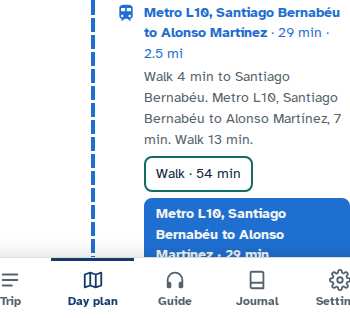 Metro L10, Santiago Bernabéu
to Alonso Martínez · 29 min ·
2.5 mi
Walk 4 min to Santiago
Bernabéu. Metro L10, Santiago
Bernabéu to Alonso Martínez, 7
min. Walk 13 min.
Walk · 54 min
Metro L10, Santiago
Bernabéu to Alonso
Martínez · 29 min
Trip
Day plan
Guide
Journal
Settin